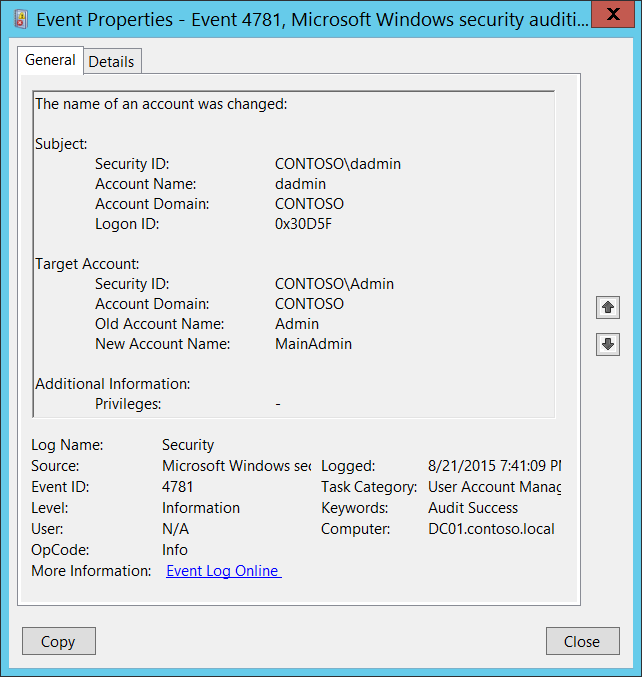 Event Properties - Event 4781, Microsoft Windows security auditi...
X
General
Details
The name of an account was changed:
Subject:
Security ID: CONTOSO\dadmin
Account Name: dadmin
Account Domain: CONTOSO
Logon ID: 0x30D5F
Target Account:
Security ID: CONTOSO\Admin
Account Domain: CONTOSO
Old Account Name: Admin
New Account Name: MainAdmin
Additional Information:
Privileges: -
Log Name: Security
Source: Microsoft Windows sec Logged: 8/21/2015 7:41:09 PM
Event ID: 4781 Task Category: User Account Manag
Level: Information Keywords: Audit Success
User: N/A Computer: DC01.contoso.local
OpCode: Info
More Information: Event Log Online
Copy Close